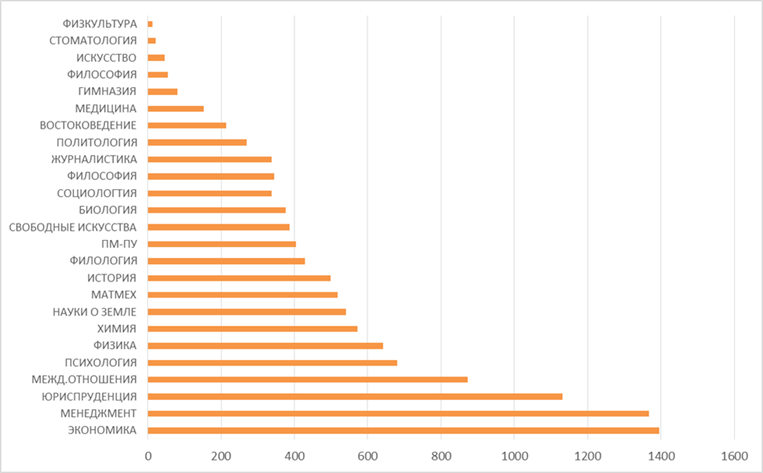 ФИЗКУЛЬТУРА
СТОМАТОЛОГИЯ
ИСКУССТВО
ФИЛОСОФИЯ
ГИМНАЗИЯ
МЕДИЦИНА
ВОСТОКОВЕДЕНИЕ
ПОЛИТОЛОГИЯ
ЖУРНАЛИСТИКА
ФИЛОСОФИЯ
СОЦИОЛОГТИЯ
БИОЛОГИЯ
СВОБОДНЫЕ ИСКУССТВА
ПМ-ПУ
ФИЛОЛОГИЯ
ИСТОРИЯ
МАТМЕХ
НАУКИ О ЗЕМЛЕ
ХИМИЯ
ФИЗИКА
ПСИХОЛОГИЯ
МЕЖД.ОТНОШЕНИЯ
ЮРИСПРУДЕНЦИЯ
МЕНЕДЖМЕНТ
ЭКОНОМИКА
0 200 400 600 800 1000 1200 1400 1600